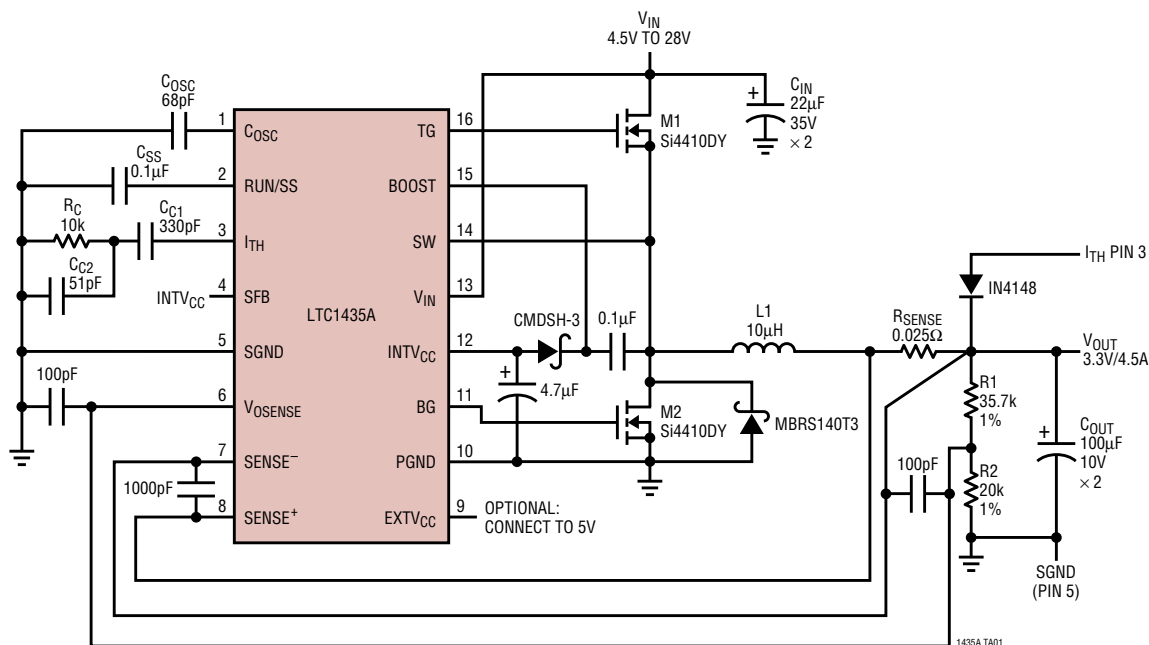 VIN
4.5V TO 28V
COSC
68pF
CSS
0.1µF
RC
10k
CC1
330pF
CC2
51pF
INTVCC
100pF
1000pF
1
2
3
4
5
6
7
8
COSC
RUN/SS
ITH
SFB
SGND
VOSENSE
SENSE–
SENSE+
LTC1435A
TG
BOOST
SW
VIN
INTVCC
BG
PGND
EXTVCC
16
15
14
13
12
11
10
9
OPTIONAL:
CONNECT TO 5V
CMDSH-3
0.1µF
+
4.7µF
M1
Si4410DY
M2
Si4410DY
+
CIN
22µF
35V
× 2
L1
10µH
MBRS140T3
RSENSE
0.025Ω
ITH PIN 3
IN4148
VOUT
3.3V/4.5A
R1
35.7k
1%
R2
20k
1%
100pF
+
COUT
100µF
10V
× 2
SGND
(PIN 5)
1435A TA01